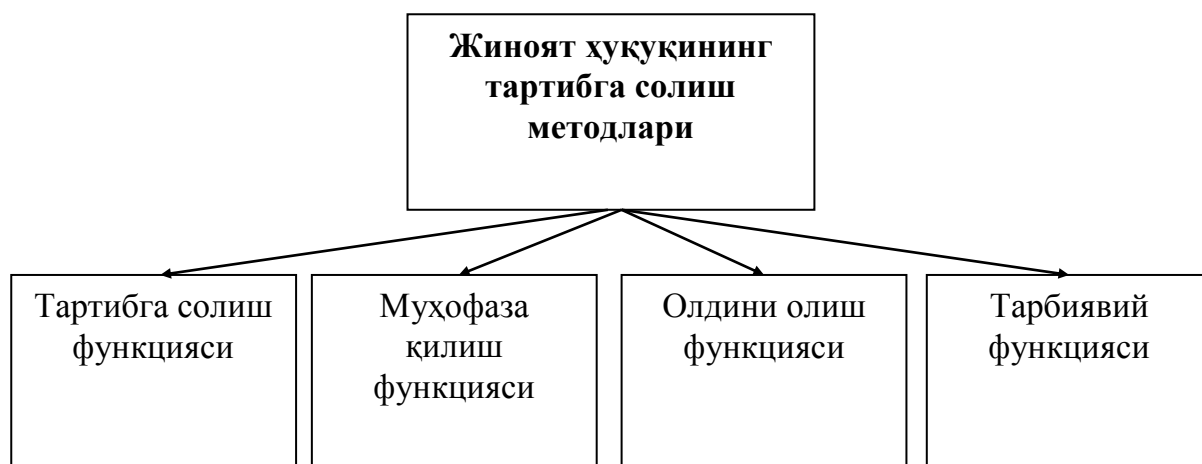 Жиноят ҳуқуқининг
тартибга солиш
методлари
Тартибга солиш
функцияси
Муҳофаза
қилиш
функцияси
Олдини олиш
функцияси
Тарбиявий
функцияси